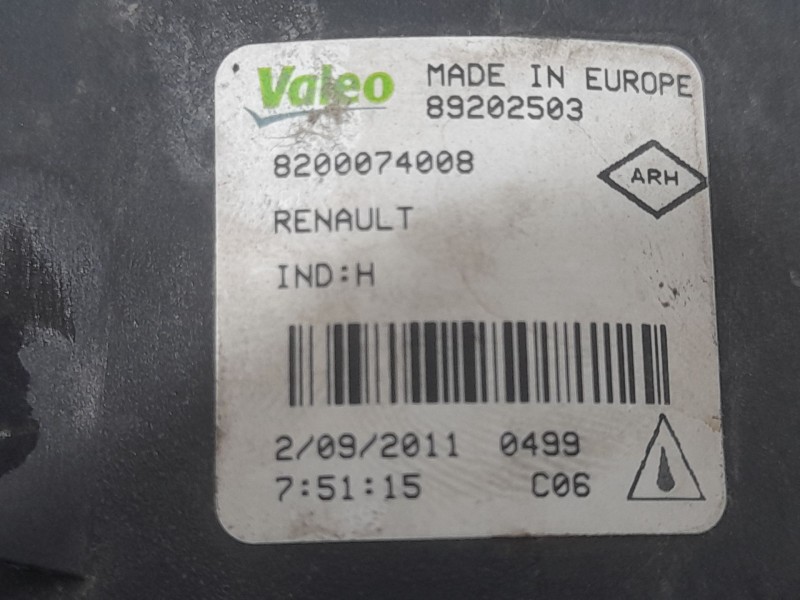 Valeo MADE IN EUROPE
89202503
8200074008
ARH
RENAULT
IND:H
2/09/2011 0499
7:51:15 C06